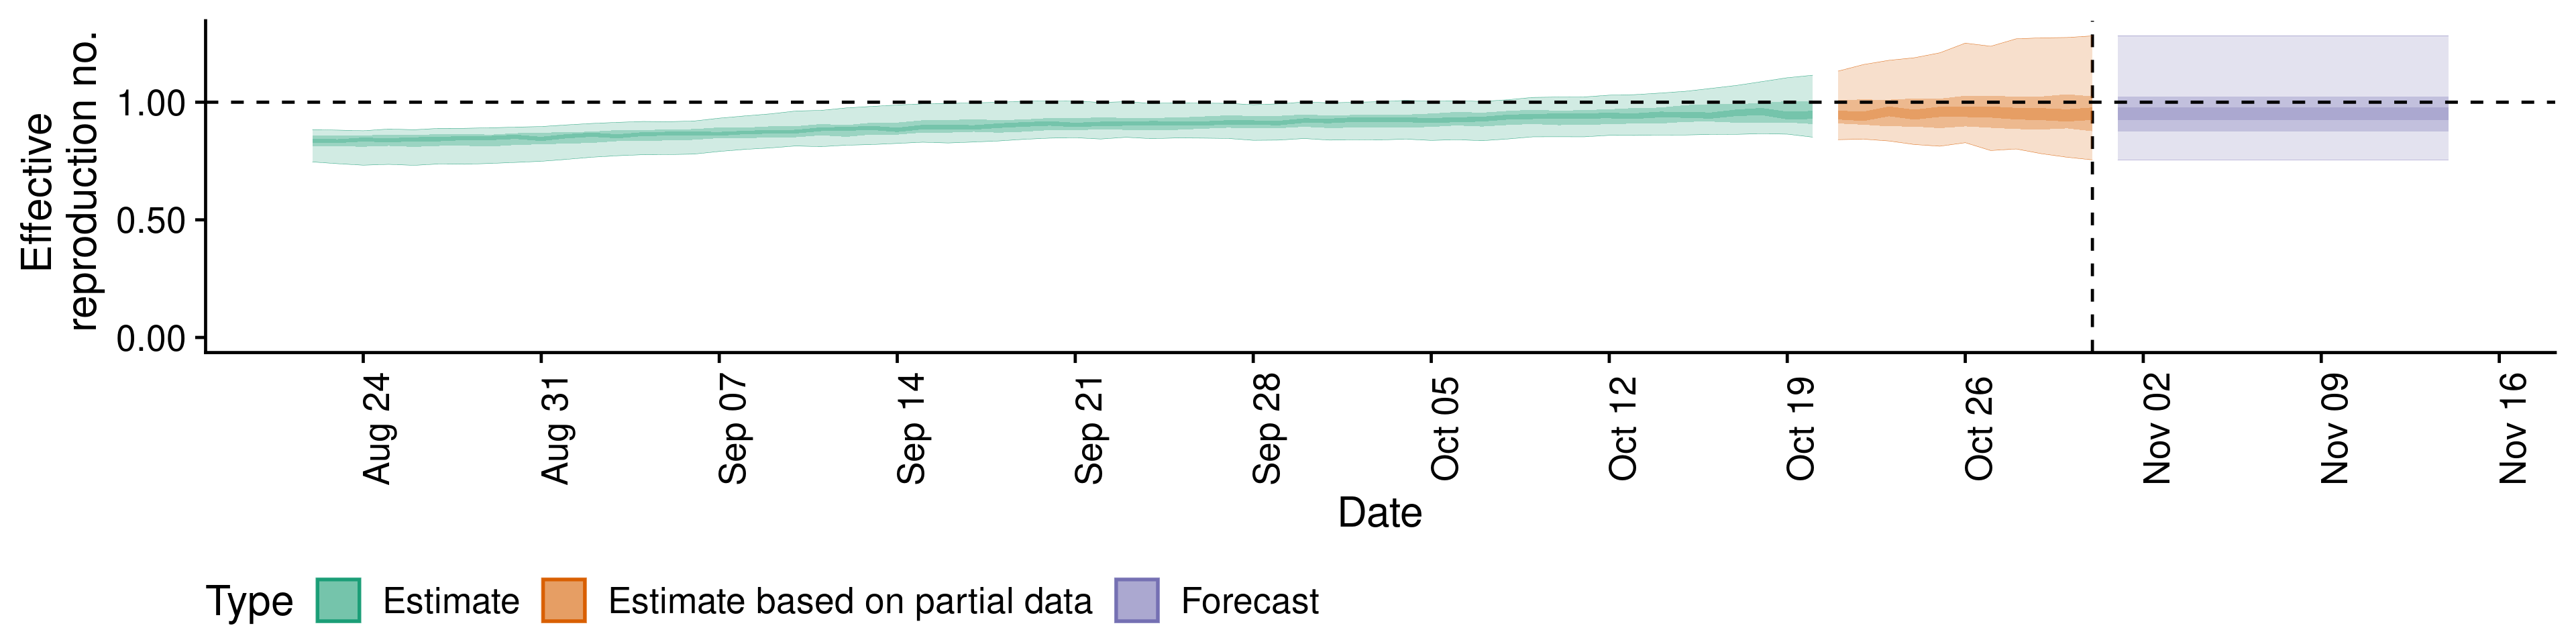 Effective
reproduction no.
1.00
0.50
0.00
Aug 24
Aug 31
Sep 07
Sep 14
Sep 21
Sep 28
Oct 05
Oct 12
Oct 19
Oct 26
Nov 02
Nov 09
Nov 16
Date
Type Estimate Estimate based on partial data Forecast